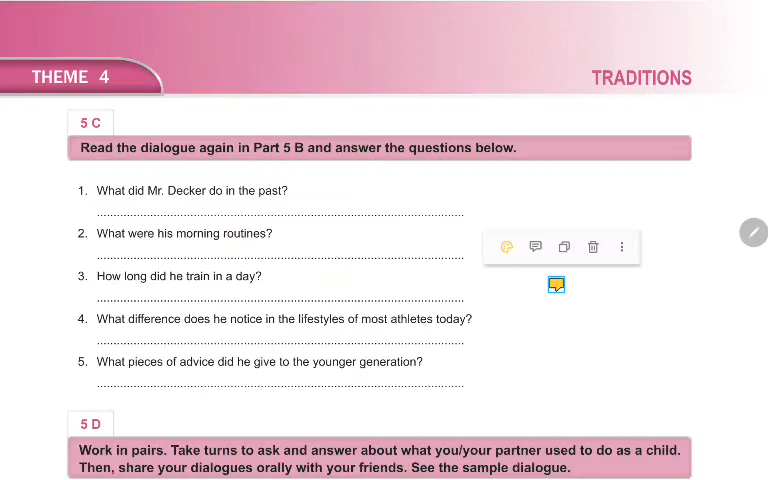 THEME 4
TRADITIONS
5 C
Read the dialogue again in Part 5 B and answer the questions below.
1. What did Mr. Decker do in the past?
2. What were his morning routines?
3. How long did he train in a day?
4. What difference does he notice in the lifestyles of most athletes today?
5. What pieces of advice did he give to the younger generation?
5 D
Work in pairs. Take turns to ask and answer about what you/your partner used to do as a child.
Then, share your dialogues orally with your friends. See the sample dialogue.